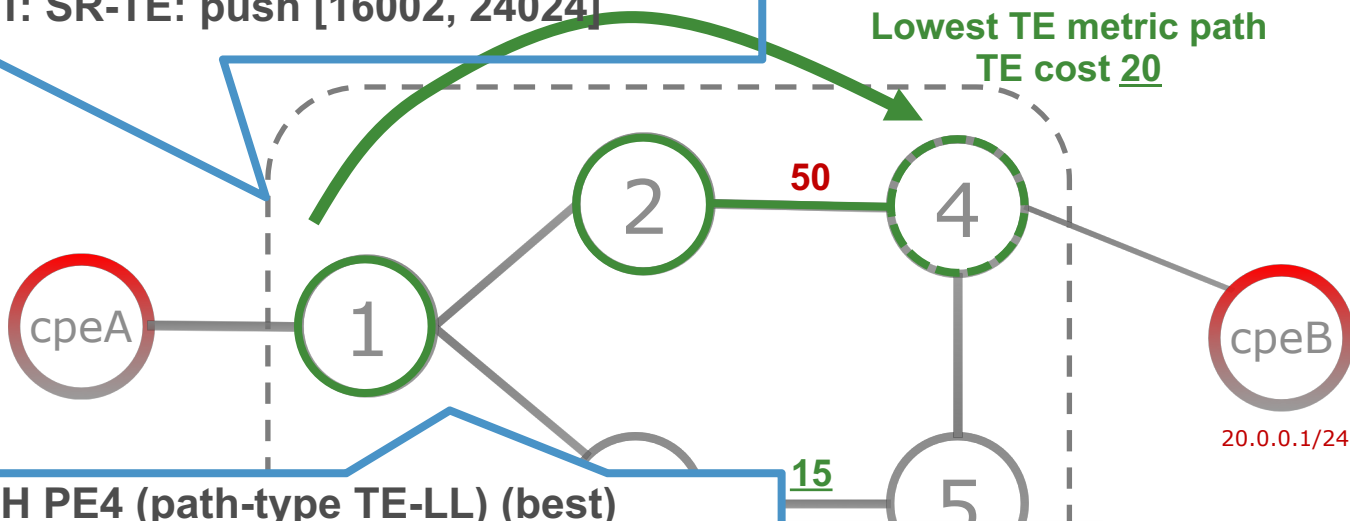 : SR-TE: push [16002, 24024]
Lowest TE metric path
TE cost 20
50
2
4
cpeA
1
cpeB
20.0.0.1/24
15
5
H PE4 (path-type TE-LL) (best)